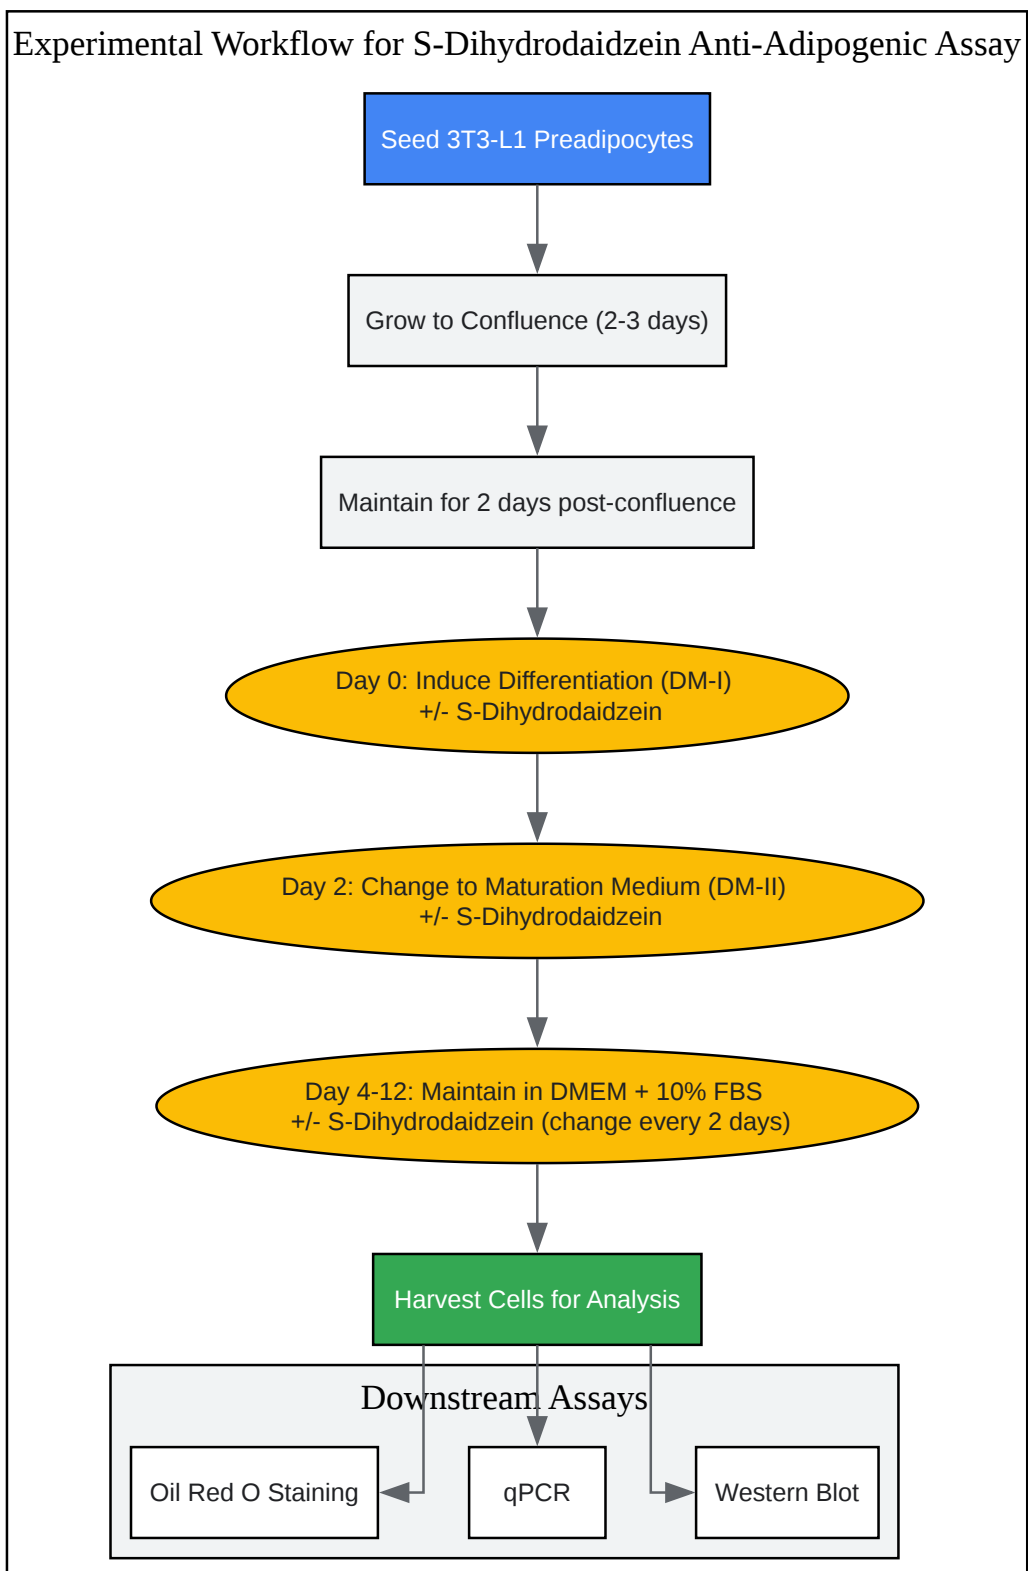 Experimental Workflow for S-Dihydrodaidzein Anti-Adipogenic Assay
Seed 3T3-L1 Preadipocytes
Grow to Confluence (2-3 days)
Maintain for 2 days post-confluence
Day 0: Induce Differentiation (DM-I)
+/- S-Dihydrodaidzein
Day 2: Change to Maturation Medium (DM-II)
+/- S-Dihydrodaidzein
Day 4-12: Maintain in DMEM + 10% FBS
+/- S-Dihydrodaidzein (change every 2 days)
Harvest Cells for Analysis
Downstream Assays
Oil Red O Staining
qPCR
Western Blot